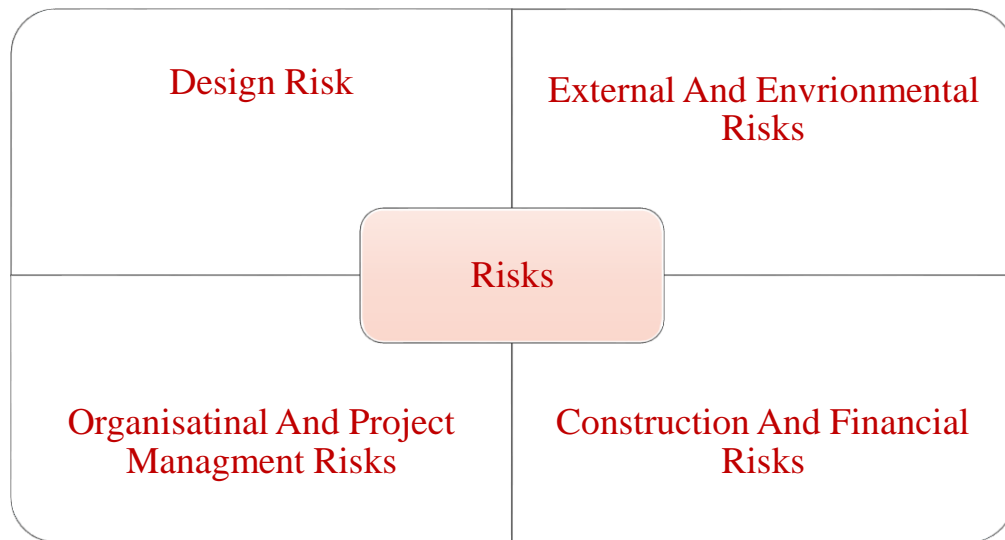 Design Risk
External And Envrionmental
Risks
Risks
Organisatinal And Project
Managment Risks
Construction And Financial
Risks